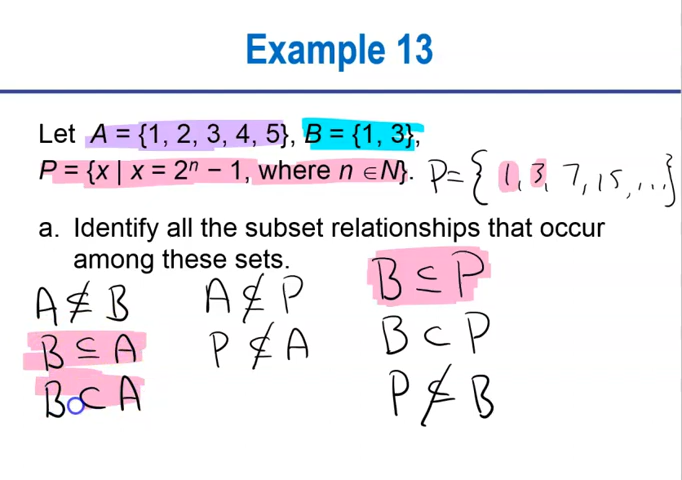 Example 13
Let A = {1, 2, 3, 4, 5}, B = {1, 3},
P = {x | x = 2ⁿ − 1, where n ∈N}. P = { 1, 3, 7, 15, ... }
a. Identify all the subset relationships that occur
among these sets.
A ⊄ B A ⊄ P B ⊆ P
B ⊆ A P ⊄ A B ⊂ P
B ⊂ A P ⊄ B